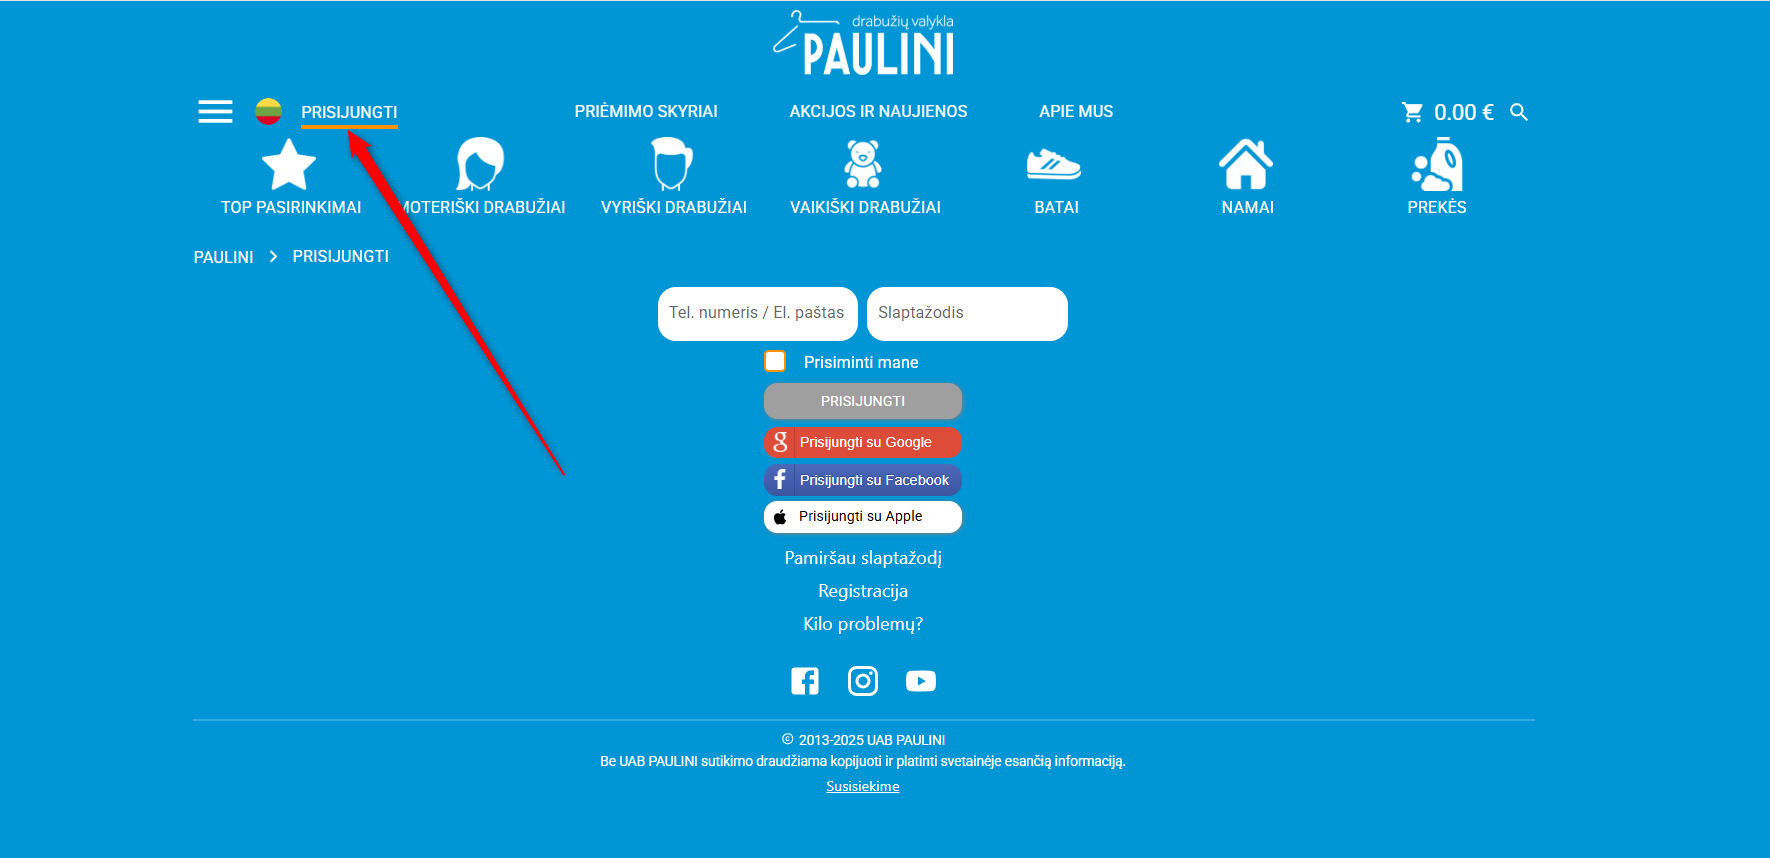 drabužių valykla
PAULINI
PRISIJUNGTI PRIĖMIMO SKYRIAI AKCIJOS IR NAUJIENOS APIE MUS 0.00 €
TOP PASIRINKIMAI MOTERIŠKI DRABUŽIAI VYRIŠKI DRABUŽIAI VAIKIŠKI DRABUŽIAI BATAI NAMAI PREKĖS
PAULINI > PRISIJUNGTI
Tel. numeris / El. paštas Slaptažodis
Prisiminti mane
PRISIJUNGTI
Prisijungti su Google
Prisijungti su Facebook
Prisijungti su Apple
Pamiršau slaptažodį
Registracija
Kilo problemų?
© 2013-2025 UAB PAULINI
Be UAB PAULINI sutikimo draudžiama kopijuoti ir platinti svetainėje esančią informaciją.
Susisiekime